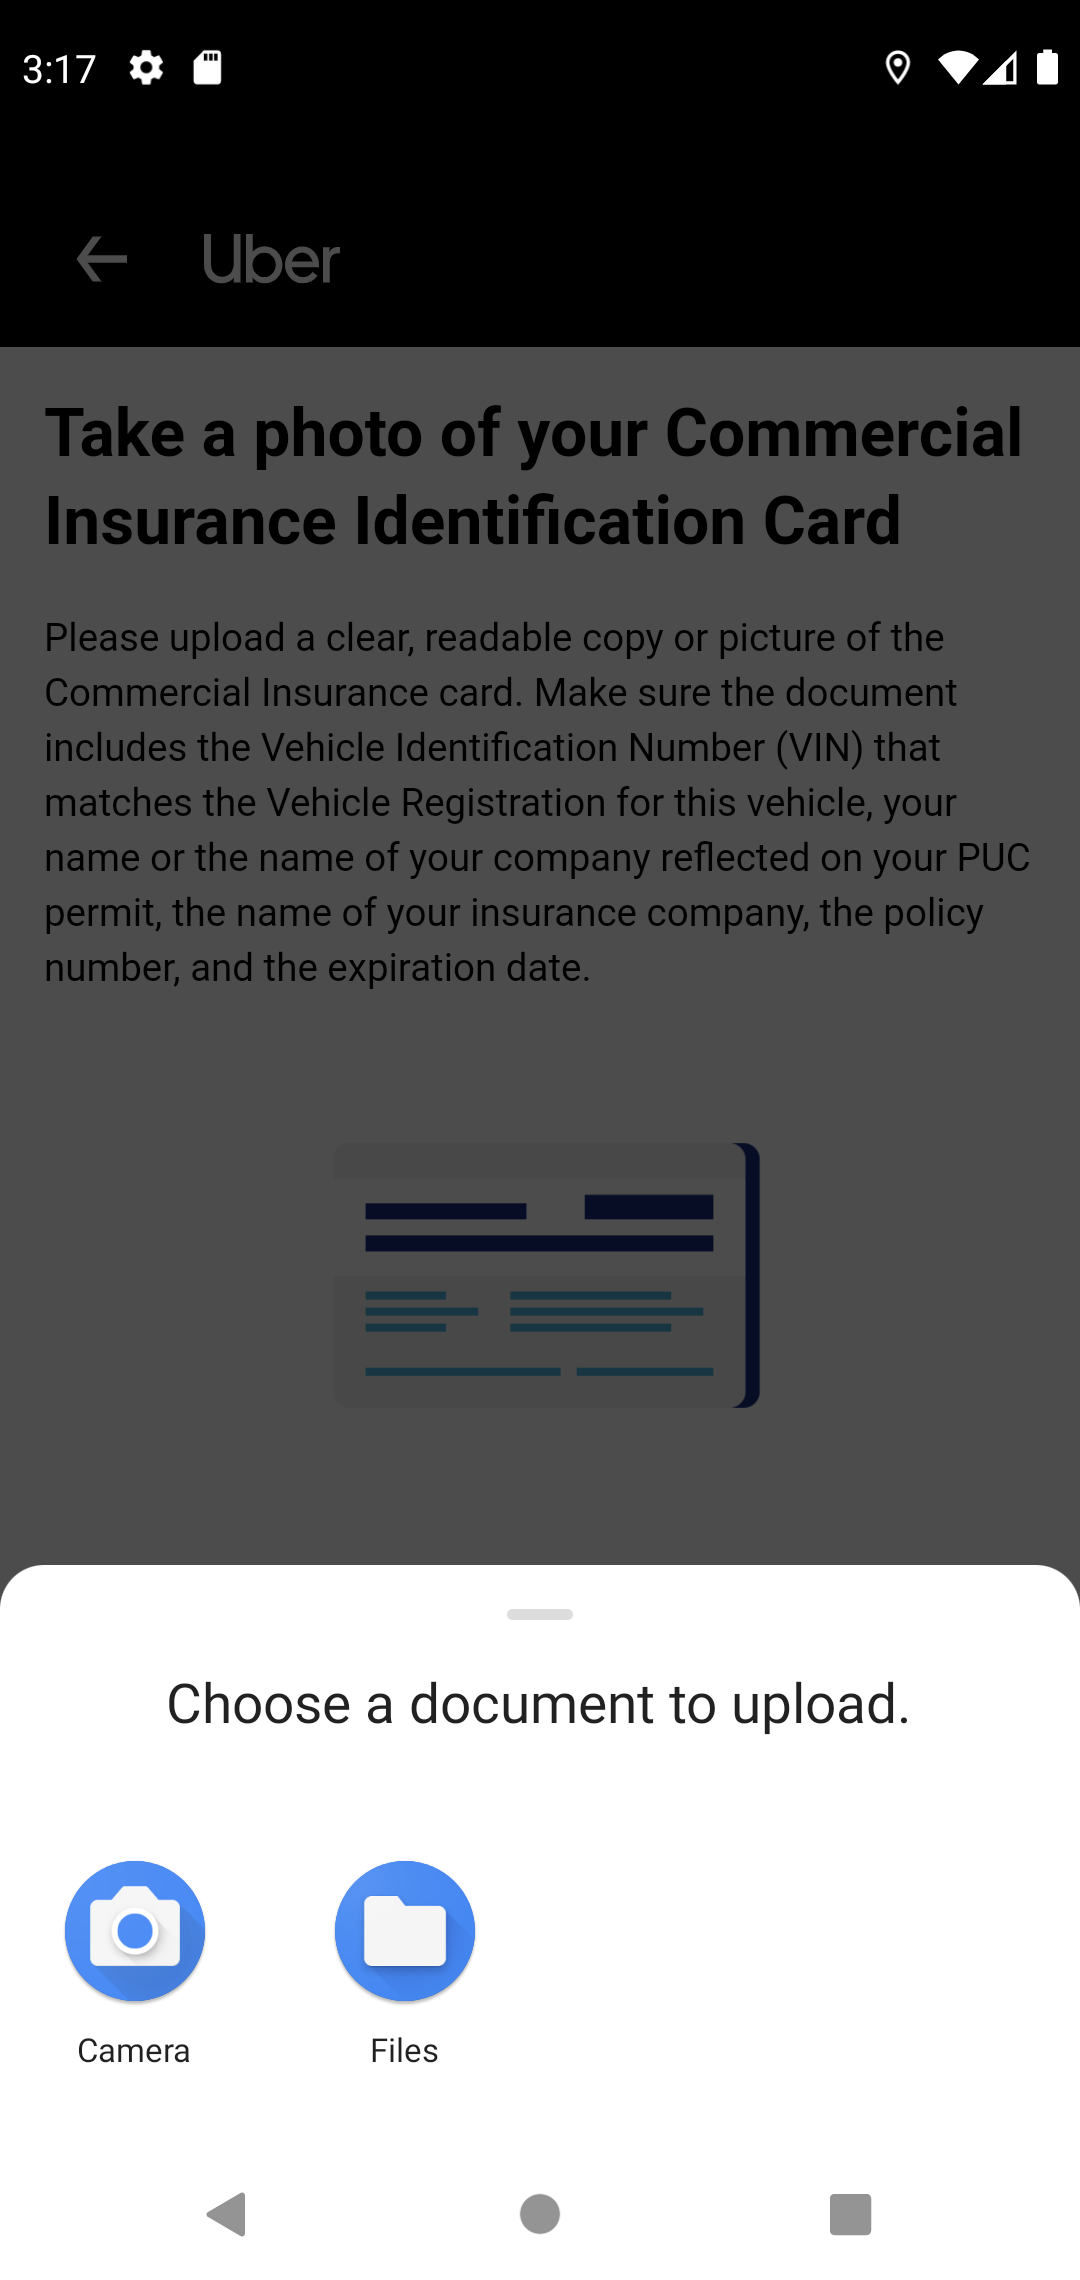 3:17
Uber
Take a photo of your Commercial
Insurance Identification Card
Please upload a clear, readable copy or picture of the
Commercial Insurance card. Make sure the document
includes the Vehicle Identification Number (VIN) that
matches the Vehicle Registration for this vehicle, your
name or the name of your company reflected on your PUC
permit, the name of your insurance company, the policy
number, and the expiration date.
Choose a document to upload.
Camera
Files